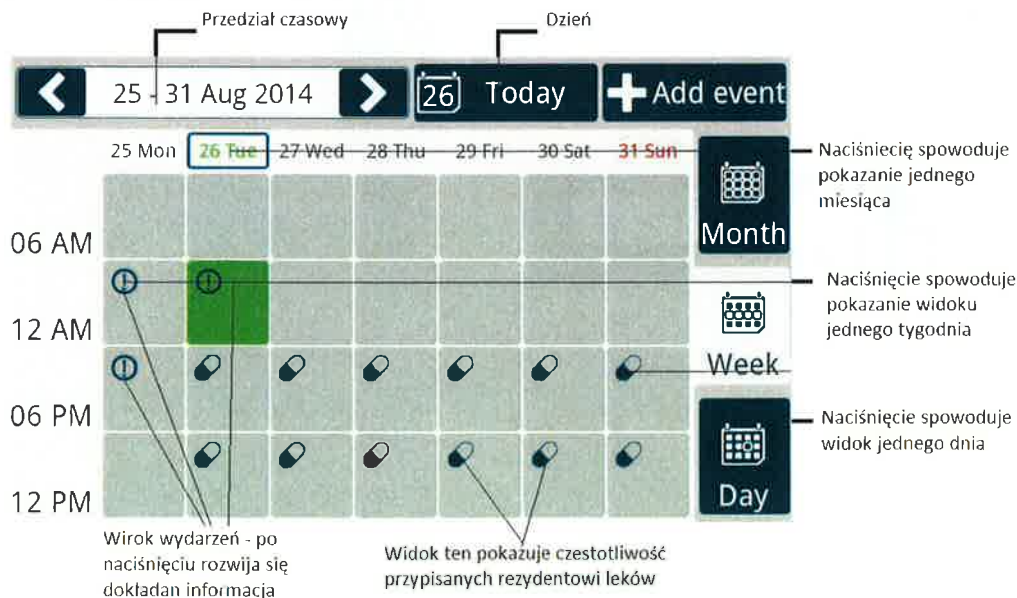 Przedział czasowy
Dzień
25 - 31 Aug 2014
26 Today
Add event
25 Mon 26 Tue 27 Wed 28 Thu 29 Fri 30 Sat 31 Sun
Naciśniecię spowoduje
pokazanie jednego
miesiąca
Month
06 AM
Naciśnięcie spowoduje
pokazanie widoku
jednego tygodnia
12 AM
Week
06 PM
Naciśnięcie spowoduje
widok jednego dnia
Day
12 PM
Wirok wydarzeń - po
naciśnięciu rozwija się
dokładan informacja
Widok ten pokazuje czestotliwość
przypisanych rezydentowi leków